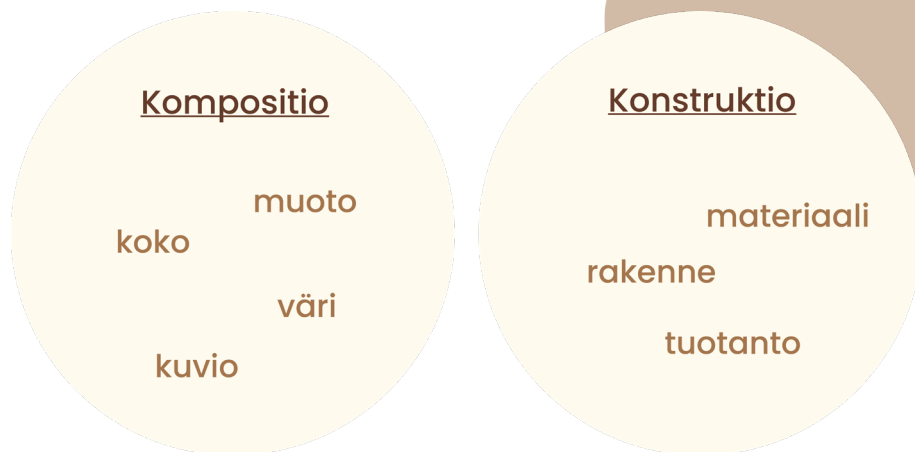 Kompositio
muoto
koko
väri
kuvio
Konstruktio
materiaali
rakenne
tuotanto